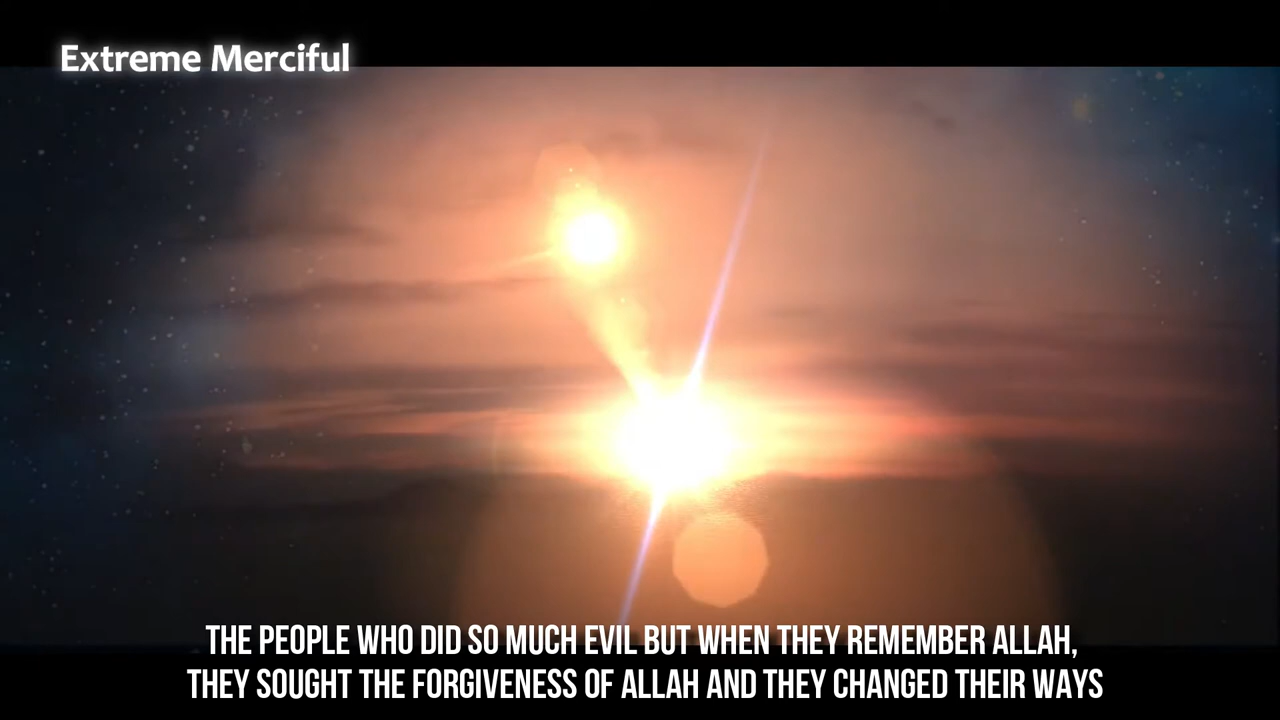 Extreme Merciful
THE PEOPLE WHO DID SO MUCH EVIL BUT WHEN THEY REMEMBER ALLAH,
THEY SOUGHT THE FORGIVENESS OF ALLAH AND THEY CHANGED THEIR WAYS